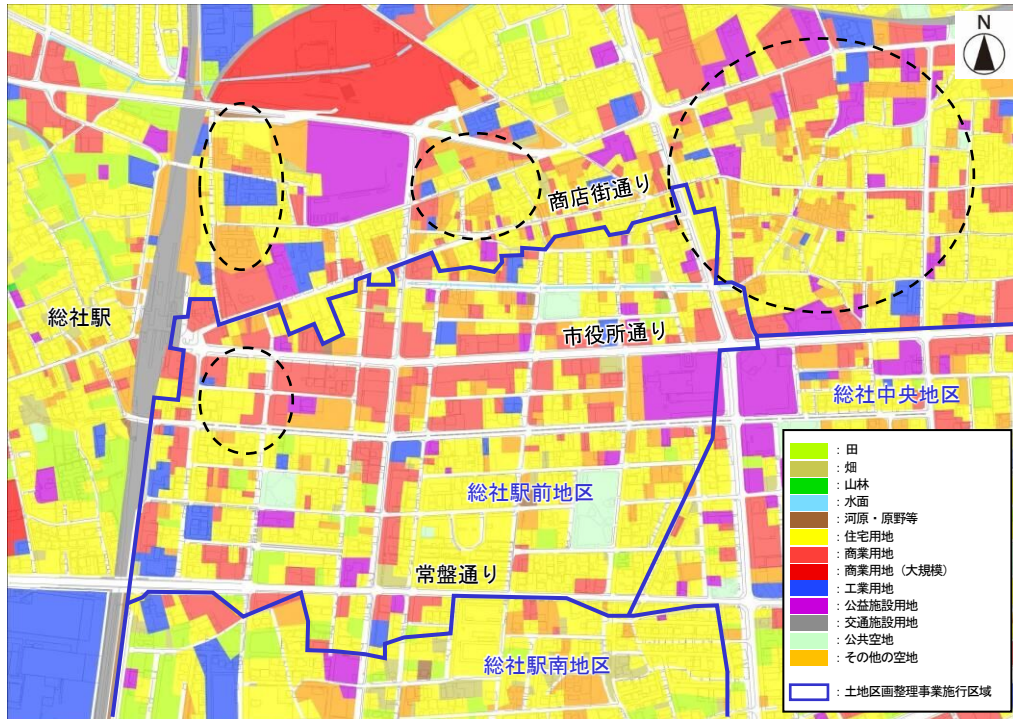 N
商店街通り
総社駅
市役所通り
総社中央地区
総社駅前地区
常盤通り
総社駅南地区
：田
：畑
：山林
：水面
：河原・原野等
：住宅用地
：商業用地
：商業用地（大規模）
：工業用地
：公益施設用地
：交通施設用地
：公共空地
：その他の空地
：土地区画整理事業施行区域